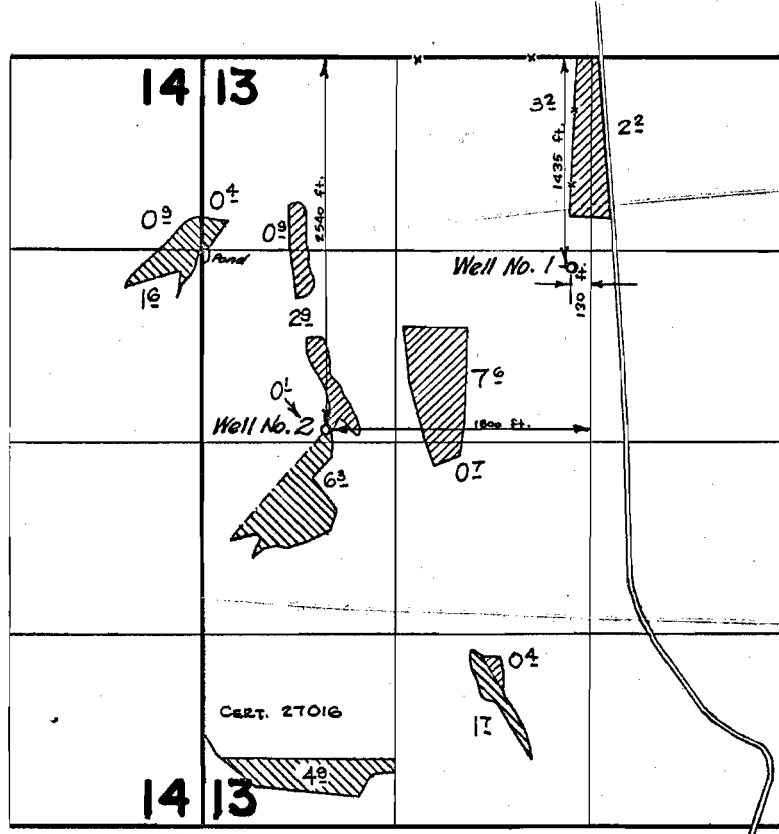 14 13
3 2
2 2
1435 ft.
2540 ft.
0 9
0 4
0 9
Pond
1 6
Well No. 1
130 ft.
2 9
7 6
0 1
Well No. 2
1800 ft.
0 7
6 3
0 4
CERT. 27016
1 7
4 9
14 13